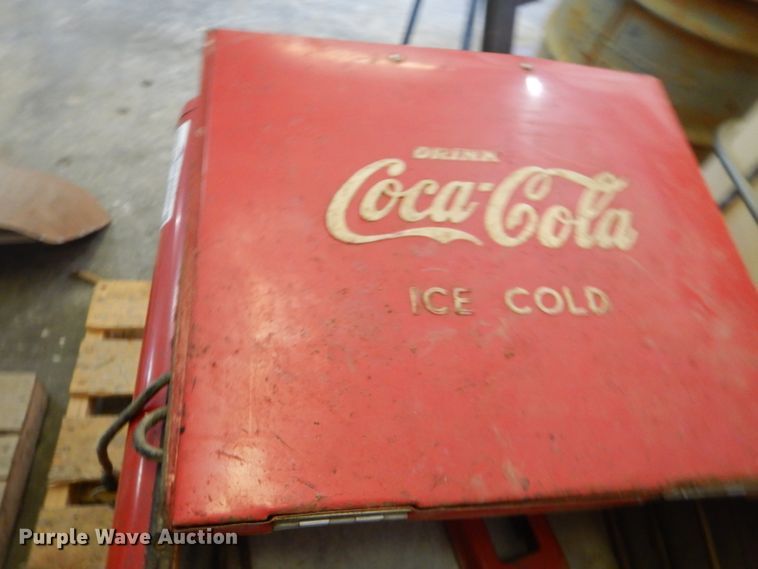 DRINK
Coca-Cola
ICE COLD
Purple Wave Auction